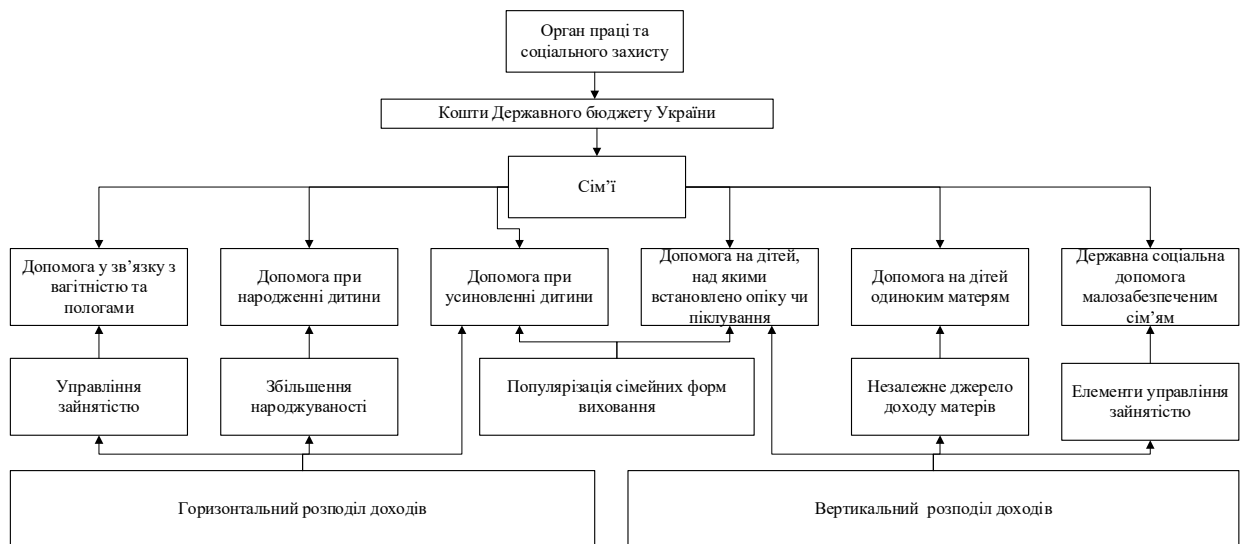 Орган праці та
соціального захисту
Кошти Державного бюджету України
Сім’ї
Допомога у зв’язку з
вагітністю та
пологами
Допомога при
народженні дитини
Допомога при
усиновленні дитини
Допомога на дітей,
над якими
встановлено опіку чи
піклування
Допомога на дітей
одиноким матерям
Державна соціальна
допомога
малозабезпеченим
сім’ям
Управління
зайнятістю
Збільшення
народжуваності
Популярізація сімейних форм
виховання
Незалежне джерело
доходу матерів
Елементи управління
зайнятістю
Горизонтальний розподіл доходів
Вертикальний розподіл доходів